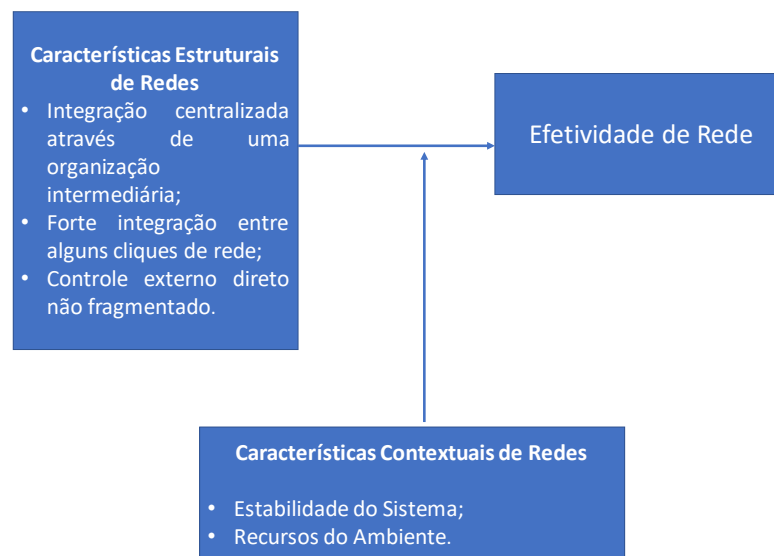 Características Estruturais
de Redes
• Integração centralizada
através de uma
organização
intermediária;
• Forte integração entre
alguns cliques de rede;
• Controle externo direto
não fragmentado.
Efetividade de Rede
Características Contextuais de Redes
• Estabilidade do Sistema;
• Recursos do Ambiente.